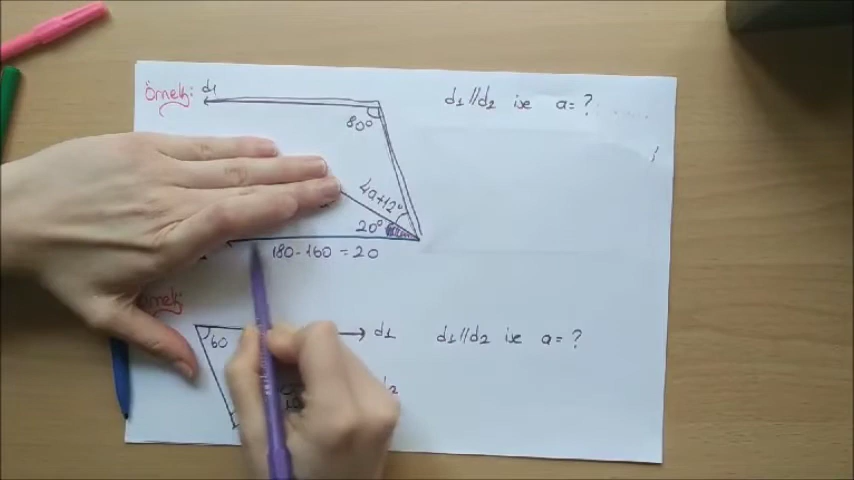 Örnek: d1
d1//d2 ise a=?
80°
4a+12°
20°
180-160=20
Örnek:
60
d1
d1//d2 ise a=?